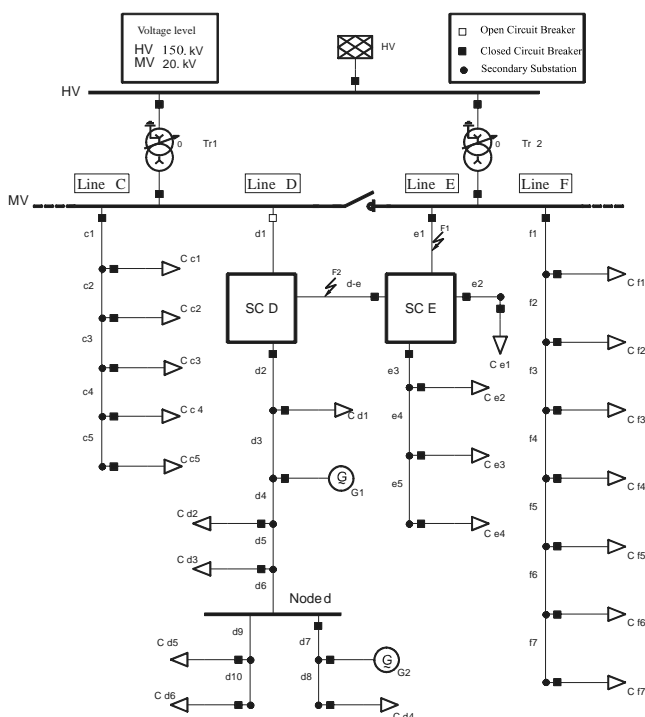 Voltage level
HV 150. kV
MV 20. kV
HV
Open Circuit Breaker
Closed Circuit Breaker
Secondary Substation
HV
0 Tr1
0 Tr 2
Line C
Line D
Line E
Line F
MV
c1
d1
e1
F1
f1
C c1
F2
d-e
e2
C f1
c2
SC D
SC E
f2
C c2
c3
C f2
C e1
C c3
d2
e3
f3
c4
C e2
C c 4
C d1
e4
C f3
c5
d3
f4
C c5
C e3
G
G1
C f4
d4
e5
f5
C d2
C e4
d5
C f5
C d3
d6
f6
Node d
C f6
d9
d7
f7
C d5
G
G2
d10
d8
C f7
C d6
C d4